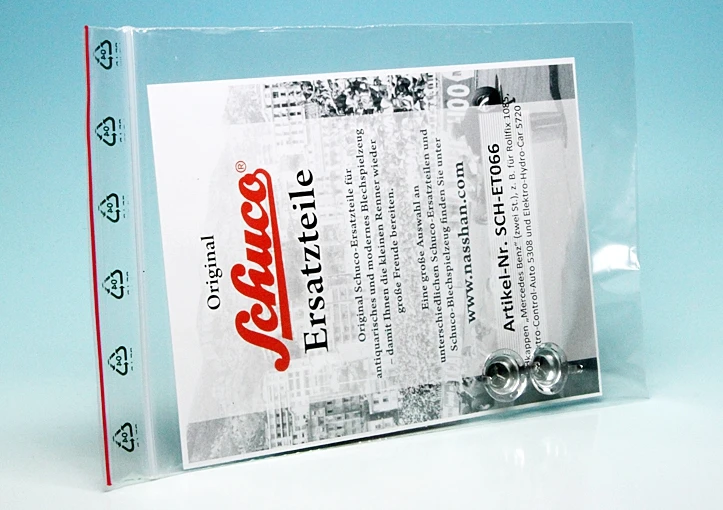 Original
Schuco®
Ersatzteile
Original Schuco-Ersatzteile für
antiquarisches und modernes Blechspielzeug
– damit Ihnen die kleinen Renner wieder
große Freude bereiten.
Eine große Auswahl an
unterschiedlichen Schuco-Ersatzteilen und
Schuco-Blechspielzeug finden Sie unter
www.nasshan.com
Artikel-Nr. SCH-ET066
kappen „Mercedes Benz“ (zwei St.), z. B. für Rollfix 1085,
tro-Control-Auto 5308 und Elektro-Hydro-Car 5720